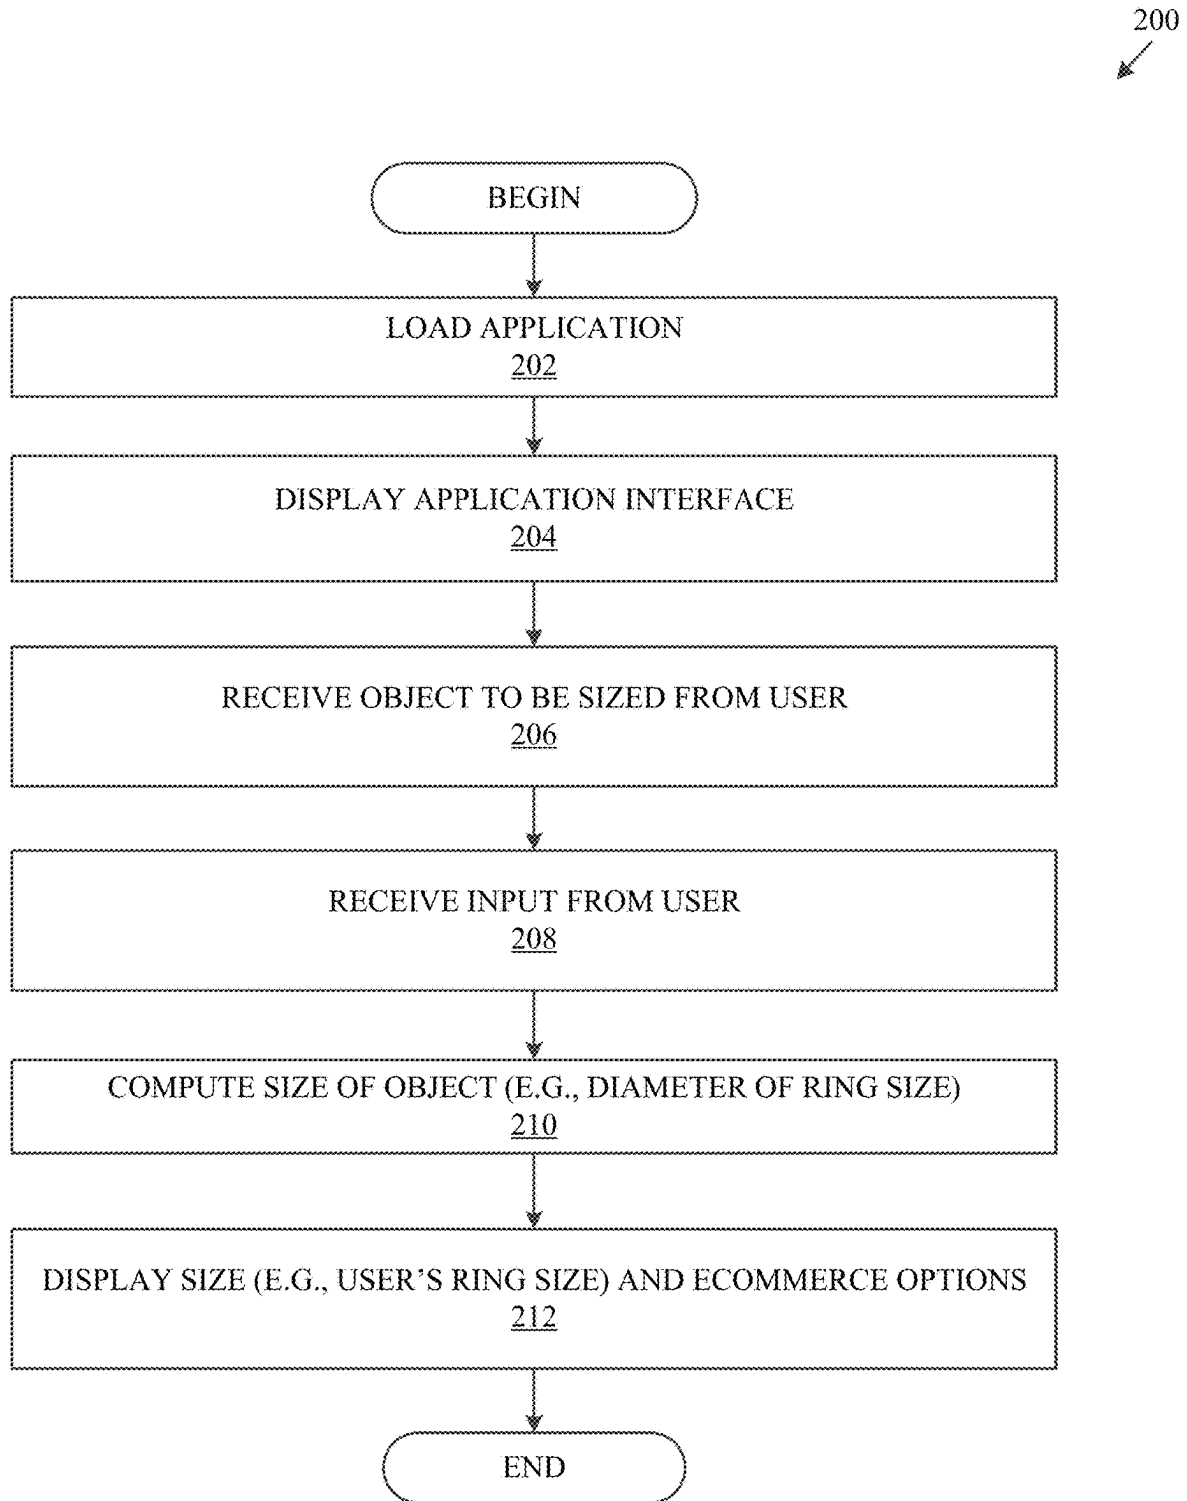 200
BEGIN
LOAD APPLICATION
202
DISPLAY APPLICATION INTERFACE
204
RECEIVE OBJECT TO BE SIZED FROM USER
206
RECEIVE INPUT FROM USER
208
COMPUTE SIZE OF OBJECT (E.G., DIAMETER OF RING SIZE)
210
DISPLAY SIZE (E.G., USER'S RING SIZE) AND ECOMMERCE OPTIONS
212
END